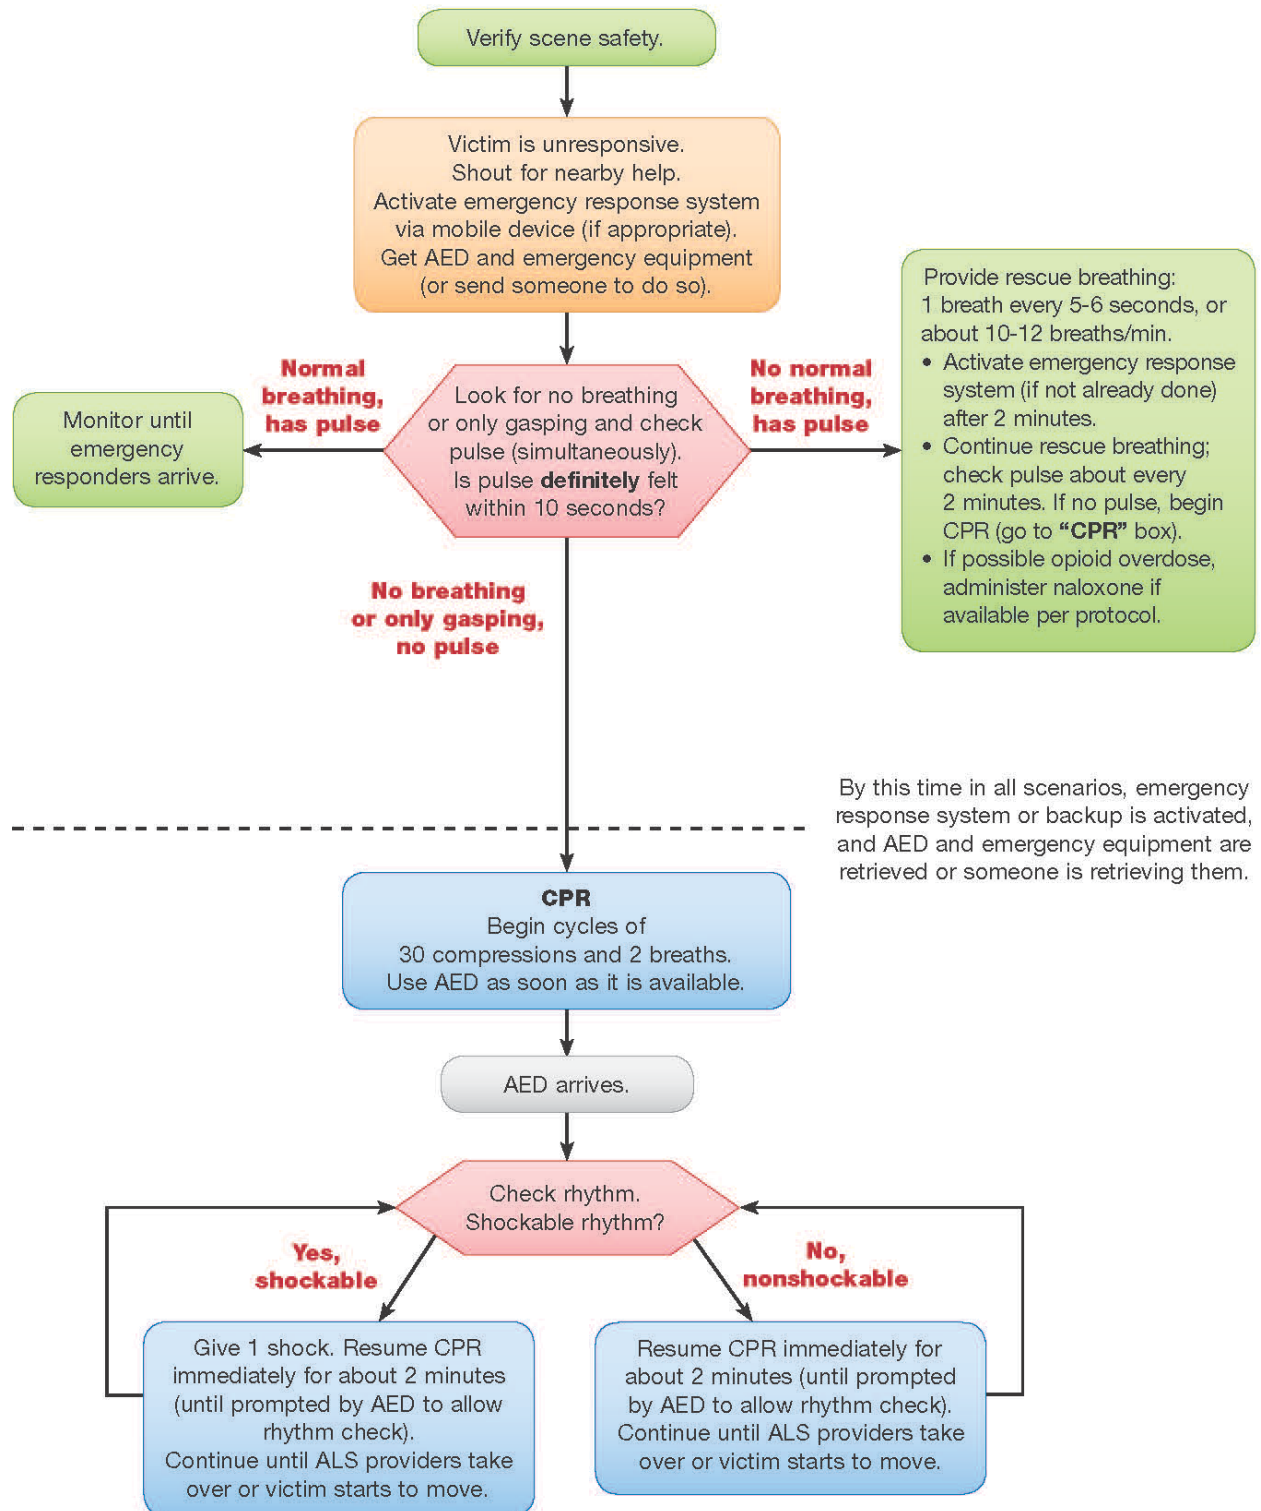 Verify scene safety.
Victim is unresponsive.
Shout for nearby help.
Activate emergency response system
via mobile device (if appropriate).
Get AED and emergency equipment
(or send someone to do so).
Normal
breathing,
has pulse
Look for no breathing
or only gasping and check
pulse (simultaneously).
Is pulse definitely felt
within 10 seconds?
No normal
breathing,
has pulse
Monitor until
emergency
responders arrive.
Provide rescue breathing:
1 breath every 5-6 seconds, or
about 10-12 breaths/min.
• Activate emergency response
system (if not already done)
after 2 minutes.
• Continue rescue breathing;
check pulse about every
2 minutes. If no pulse, begin
CPR (go to “CPR” box).
• If possible opioid overdose,
administer naloxone if
available per protocol.
No breathing
or only gasping,
no pulse
By this time in all scenarios, emergency
response system or backup is activated,
and AED and emergency equipment are
retrieved or someone is retrieving them.
CPR
Begin cycles of
30 compressions and 2 breaths.
Use AED as soon as it is available.
AED arrives.
Check rhythm.
Shockable rhythm?
Yes,
shockable
No,
nonshockable
Give 1 shock. Resume CPR
immediately for about 2 minutes
(until prompted by AED to allow
rhythm check).
Continue until ALS providers take
over or victim starts to move.
Resume CPR immediately for
about 2 minutes (until prompted
by AED to allow rhythm check).
Continue until ALS providers take
over or victim starts to move.